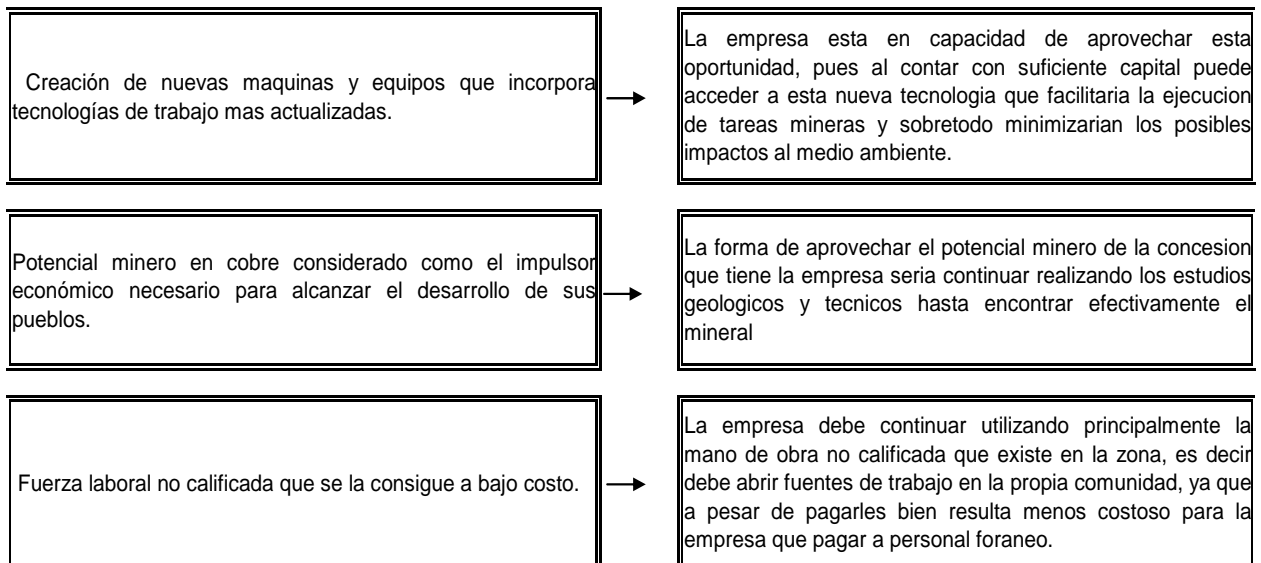 Creación de nuevas maquinas y equipos que incorpora
tecnologías de trabajo mas actualizadas.
La empresa esta en capacidad de aprovechar esta
oportunidad, pues al contar con suficiente capital puede
acceder a esta nueva tecnologia que facilitaria la ejecucion
de tareas mineras y sobretodo minimizarian los posibles
impactos al medio ambiente.
Potencial minero en cobre considerado como el impulsor
económico necesario para alcanzar el desarrollo de sus
pueblos.
La forma de aprovechar el potencial minero de la concesion
que tiene la empresa seria continuar realizando los estudios
geologicos y tecnicos hasta encontrar efectivamente el
mineral
Fuerza laboral no calificada que se la consigue a bajo costo.
La empresa debe continuar utilizando principalmente la
mano de obra no calificada que existe en la zona, es decir
debe abrir fuentes de trabajo en la propia comunidad, ya que
a pesar de pagarles bien resulta menos costoso para la
empresa que pagar a personal foraneo.